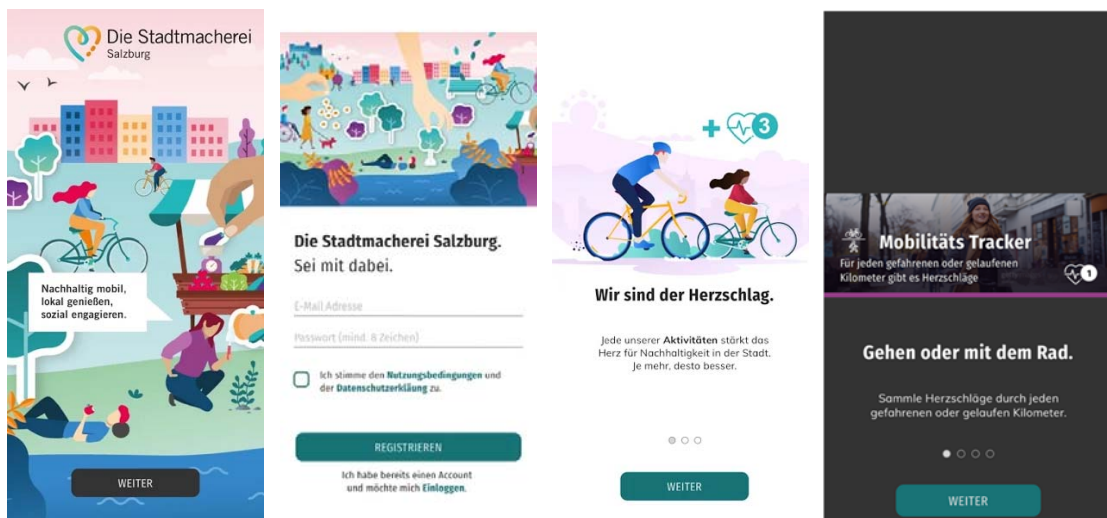 Die Stadtmacherei
Salzburg
Nachhaltig mobil,
lokal genießen,
sozial engagieren.
WEITER
Die Stadtmacherei Salzburg.
Sei mit dabei.
E-Mail Adresse
Passwort (mind. 8 Zeichen)
Ich stimme den Nutzungsbedingungen und
der Datenschutzerkläung zu.
REGISTRIEREN
Ich habe bereits einen Account
und möchte mich Einloggen.
+ 3
Wir sind der Herzschlag.
Jede unserer Aktivitäten stärkt das
Herz für Nachhaltigkeit in der Stadt.
Je mehr, desto besser.
WEITER
Mobilitäts Tracker
Für jeden gefahrenen oder gelaufenen
Kilometer gibt es Herzschläge
1
Gehen oder mit dem Rad.
Sammle Herzschläge durch jeden
gefahrenen oder gelaufen Kilometer.
WEITER